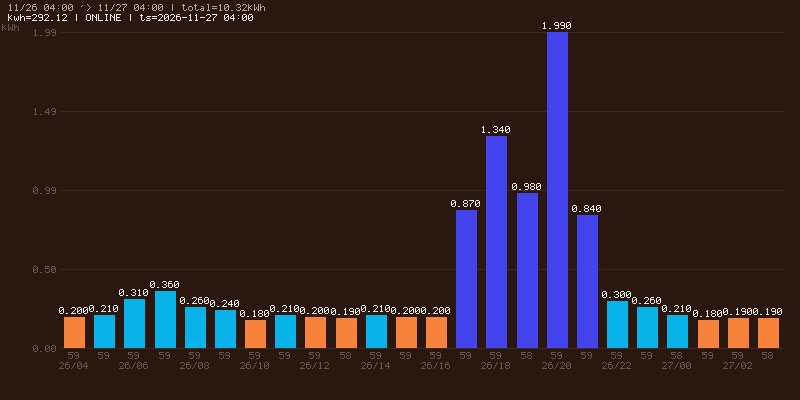 11/26 04:00 -> 11/27 04:00 | total=10.32KWh
Kwh=292.12 | ONLINE | ts=2026-11-27 04:00
KWh
1.99
1.49
0.99
0.50
0.00
0.200 0.210 0.310 0.360 0.260 0.240 0.180 0.210 0.200 0.190 0.210 0.200 0.200 0.870 1.340 0.980 1.990 0.840 0.300 0.260 0.210 0.180 0.190 0.190
59 59 59 59 59 59 59 59 59 58 59 59 59 59 59 58 59 59 59 59 58 59 59 58
26/04 26/06 26/08 26/10 26/12 26/14 26/16 26/18 26/20 26/22 27/00 27/02